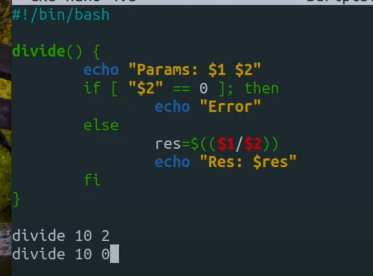 #!/bin/bash
divide() {
echo "Params: $1 $2"
if [ "$2" == 0 ]; then
echo "Error"
else
res=$(($1/$2))
echo "Res: $res"
fi
}
divide 10 2
divide 10 0